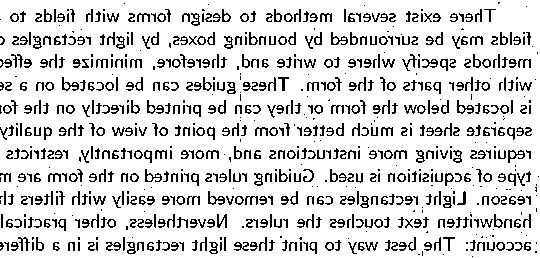 There exist several methods to design forms with fields to
fields may be surrounded by bounding boxes, by light rectangles o
methods specify where to write and, therefore, minimize the effec
with other parts of the form. These guides can be located on a se
is located below the form or they can be printed directly on the for
separate sheet is much better from the point of view of the quality
requires giving more instructions and, more importantly, restricts
type of acquisition is used. Guiding rulers printed on the form are m
reason. Light rectangles can be removed more easily with filters th
handwritten text touches the rulers. Nevertheless, other practical
account: The best way to print these light rectangles is in a differe